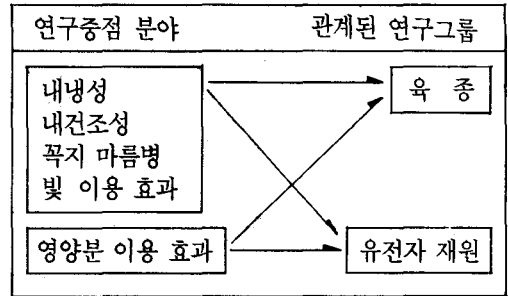 연구중점 분야 관계된 연구그룹
내냉성
내건조성
꼭지 마름병
빛 이용 효과
육 종
영양분 이용 효과
유전자 재원